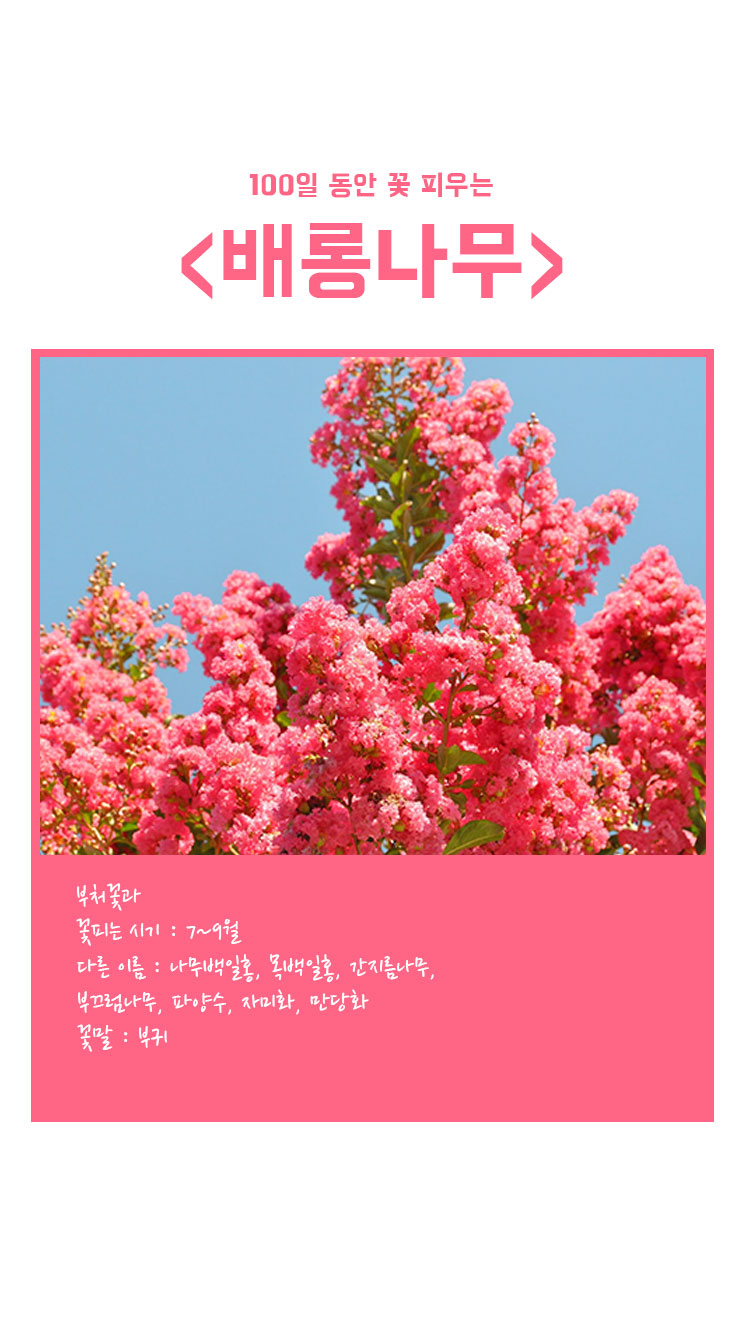 100일 동안 꽃 피우는
<배롱나무>
부처꽃과
꽃피는 시기 : 7~9월
다른 이름 : 나무백일홍, 목백일홍, 간지름나무,
부끄럼나무, 파양수, 자미화, 만당화
꽃말 : 부귀